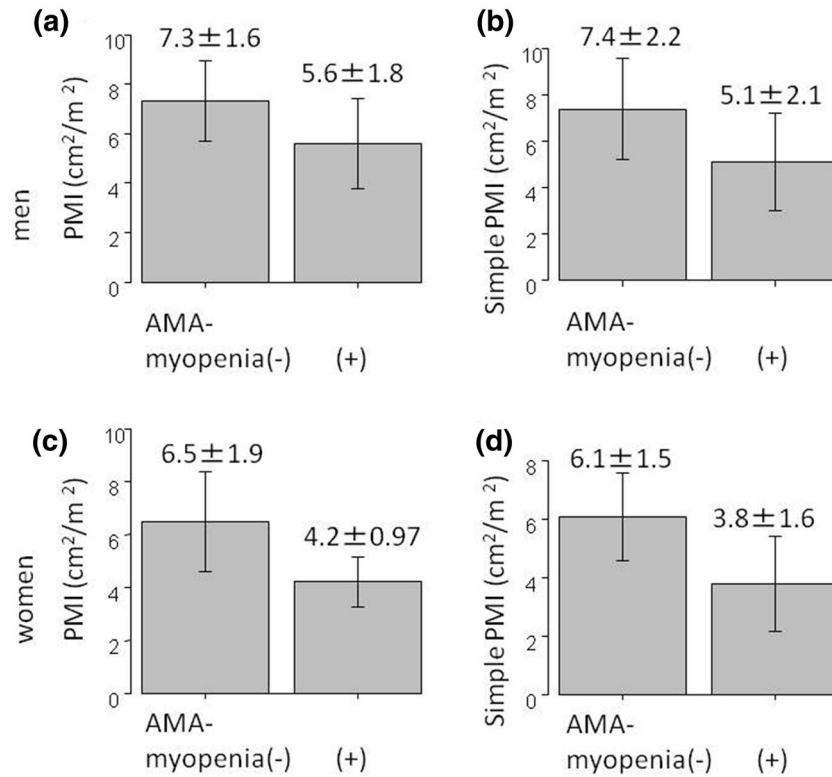 (a)
10
8
6
4
2
0
men
PMI (cm²/m²)
7.3±1.6
5.6±1.8
AMA-
myopenia(-) (+)
(b)
10
8
6
4
2
0
Simple PMI (cm²/m²)
7.4±2.2
5.1±2.1
AMA-
myopenia(-) (+)
(c)
10
8
6
4
2
0
women
PMI (cm²/m²)
6.5±1.9
4.2±0.97
AMA-
myopenia(-) (+)
(d)
8
6
4
2
0
Simple PMI (cm²/m²)
6.1±1.5
3.8±1.6
AMA-
myopenia(-) (+)